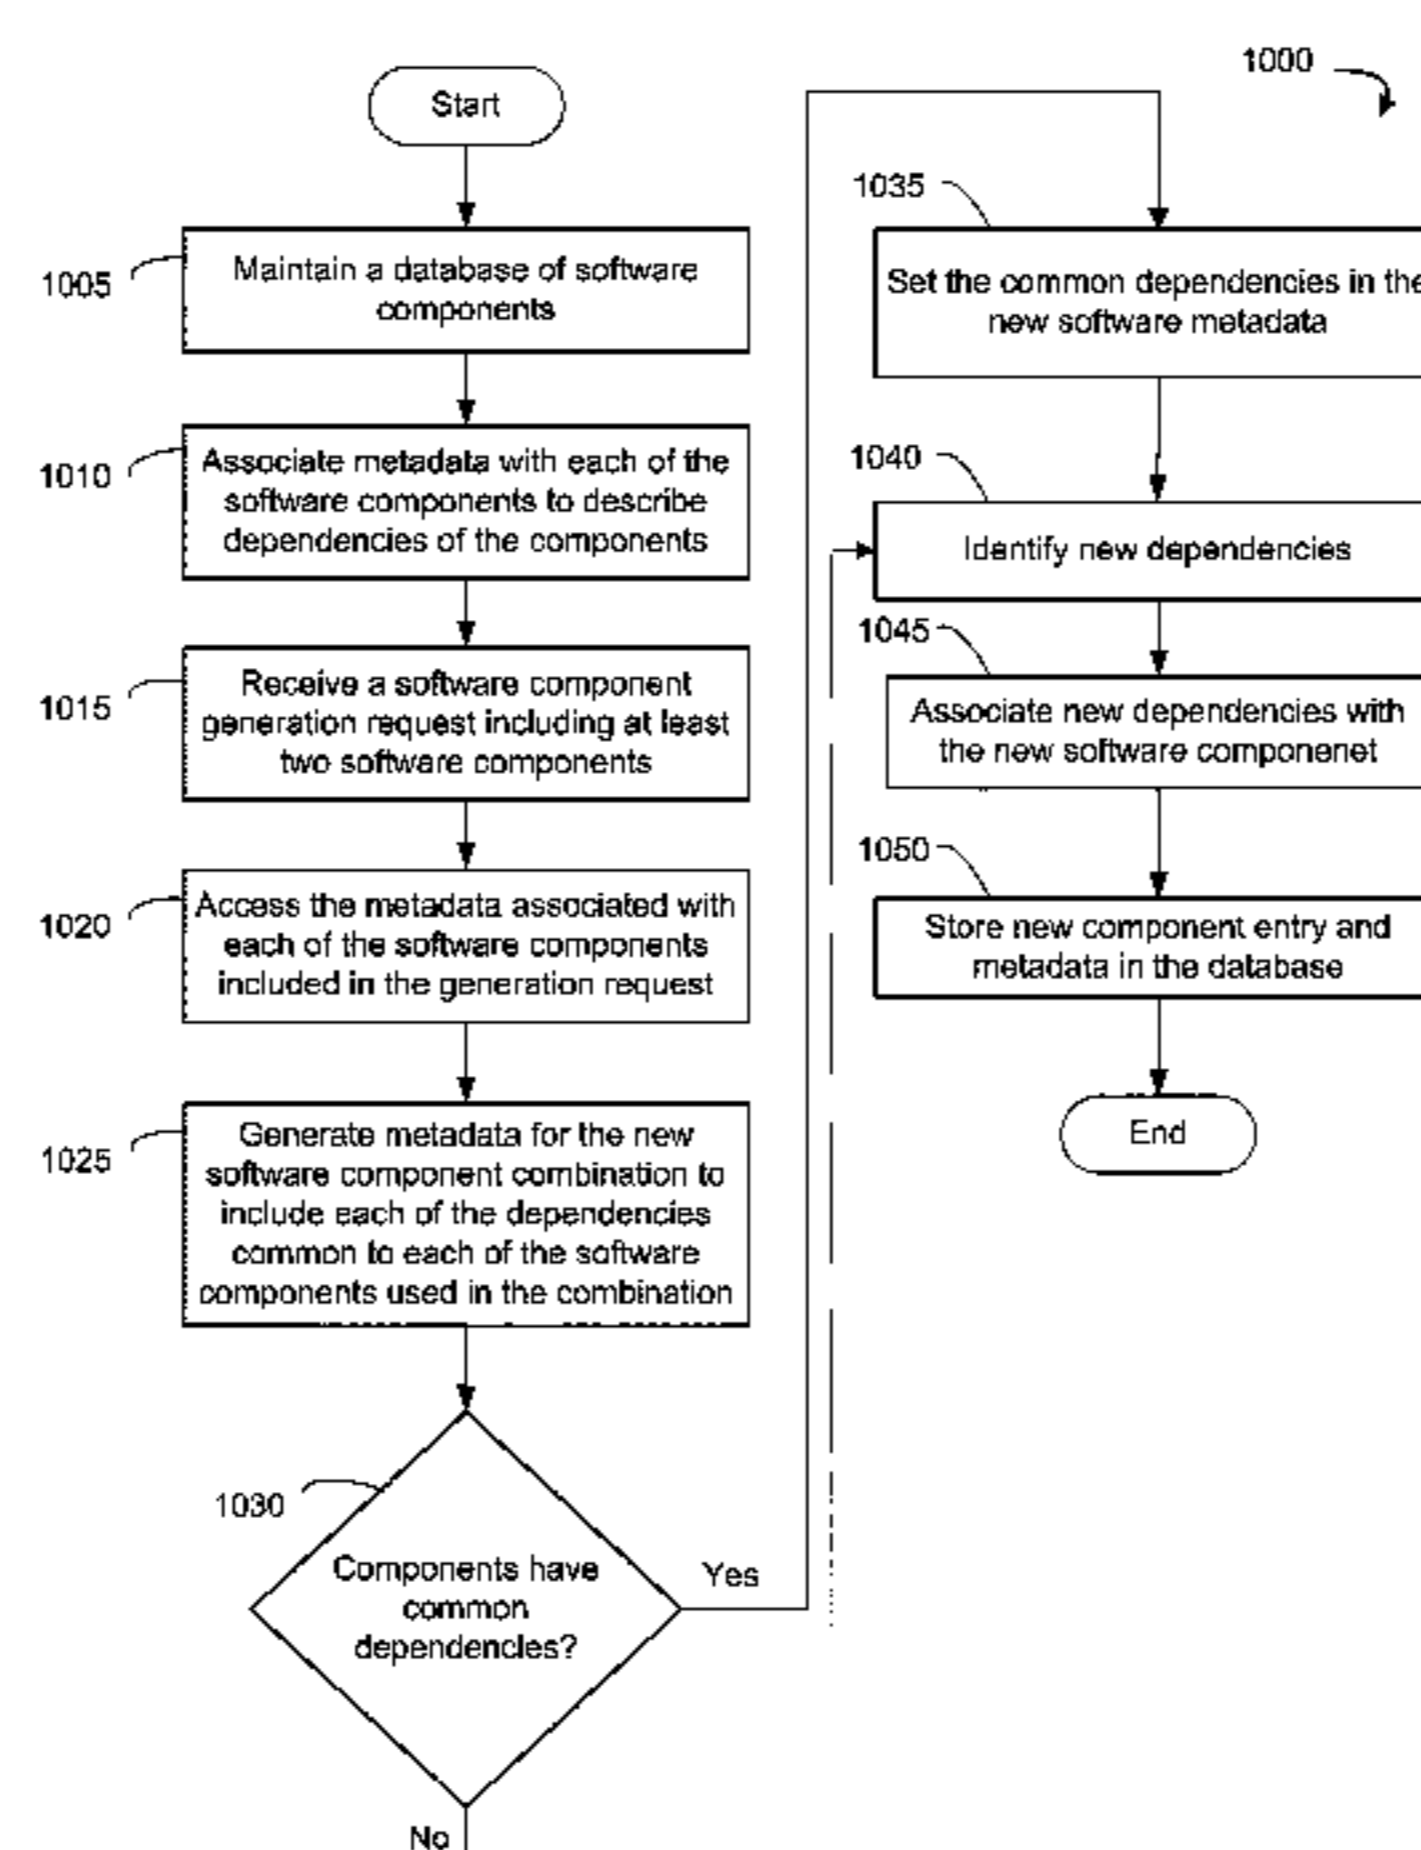 1000
Start
1005
Maintain a database of software
components
1010
Associate metadata with each of the
software components to describe
dependencies of the components
1015
Receive a software component
generation request including at least
two software components
1020
Access the metadata associated with
each of the software components
included in the generation request
1025
Generate metadata for the new
software component combination to
include each of the dependencies
common to each of the software
components used in the combination
1030
Components have
common
dependencies?
Yes
No
1035
Set the common dependencies in the
new software metadata
1040
Identify new dependencies
1045
Associate new dependencies with
the new software componenet
1050
Store new component entry and
metadata in the database
End